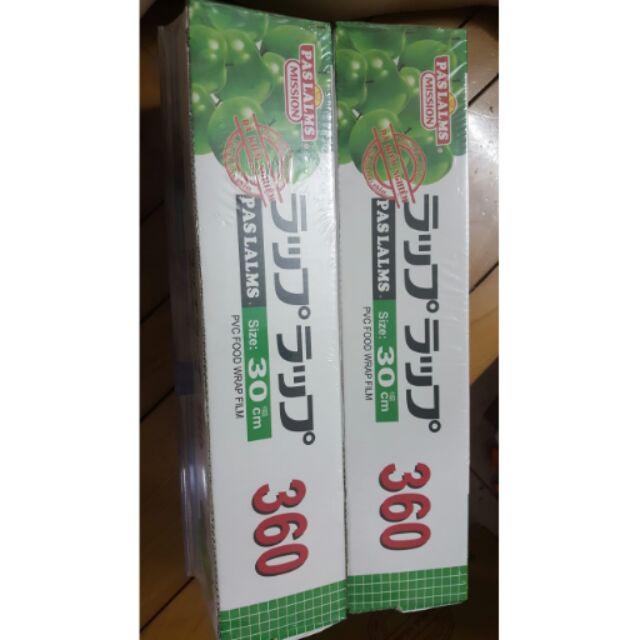 PAS LALMS
MISSION
ラップラップ
PAS LALMS
Size: 30 cm
PVC FOOD WRAP FILM
360
PAS LALMS
MISSION
ラップラップ
PAS LALMS
Size: 30 cm
PVC FOOD WRAP FILM
360